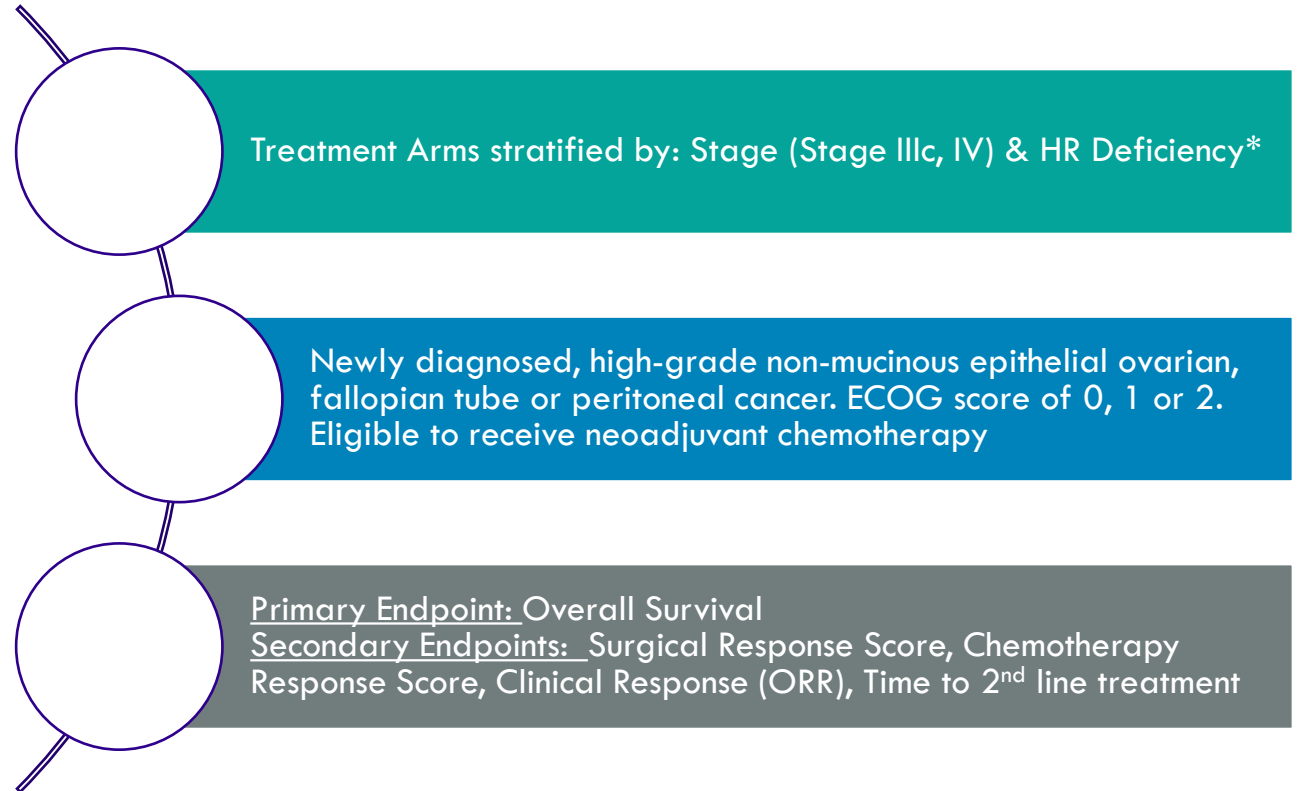 Treatment Arms stratified by: Stage (Stage IIIc, IV) & HR Deficiency*
Newly diagnosed, high-grade non-mucinous epithelial ovarian,
fallopian tube or peritoneal cancer. ECOG score of 0, 1 or 2.
Eligible to receive neoadjuvant chemotherapy
Primary Endpoint: Overall Survival
Secondary Endpoints: Surgical Response Score, Chemotherapy
Response Score, Clinical Response (ORR), Time to 2nd line treatment